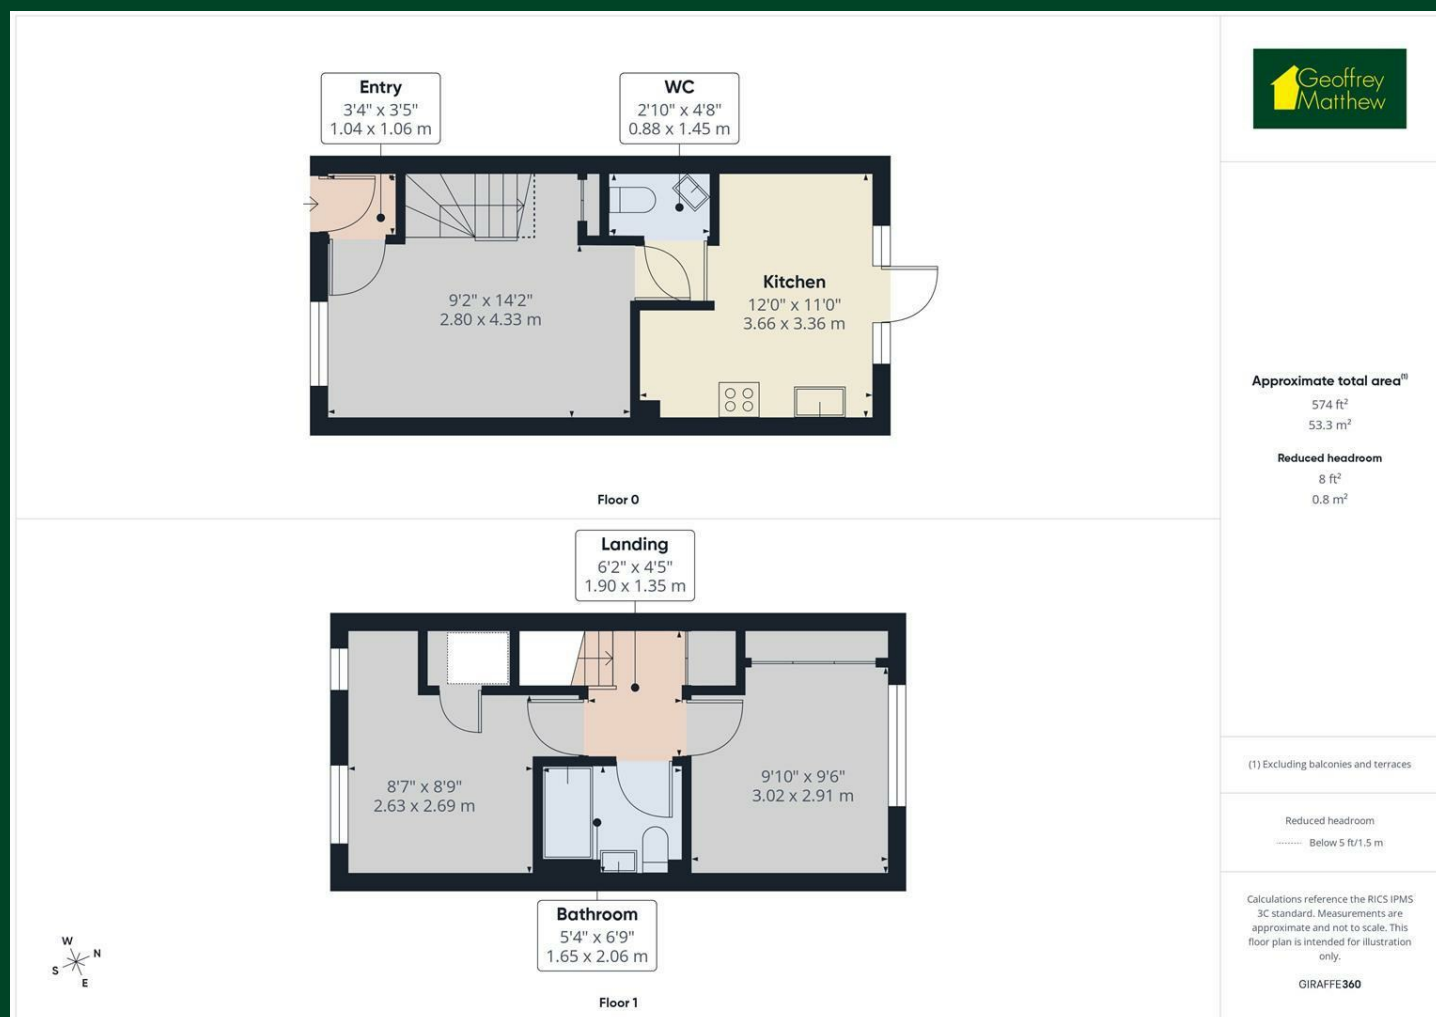 Entry
3'4" x 3'5"
1.04 x 1.06 m
WC
2'10" x 4'8"
0.88 x 1.45 m
9'2" x 14'2"
2.80 x 4.33 m
Kitchen
12'0" x 11'0"
3.66 x 3.36 m
Floor 0
Landing
6'2" x 4'5"
1.90 x 1.35 m
8'7" x 8'9"
2.63 x 2.69 m
9'10" x 9'6"
3.02 x 2.91 m
Bathroom
5'4" x 6'9"
1.65 x 2.06 m
Floor 1
W
N
S
E
Geoffrey
Matthew
Approximate total area⁽¹⁾
574 ft²
53.3 m²
Reduced headroom
8 ft²
0.8 m²
(1) Excluding balconies and terraces
Reduced headroom
Below 5 ft/1.5 m
Calculations reference the RICS IPMS
3C standard. Measurements are
approximate and not to scale. This
floor plan is intended for illustration
only.
GIRAFFE360